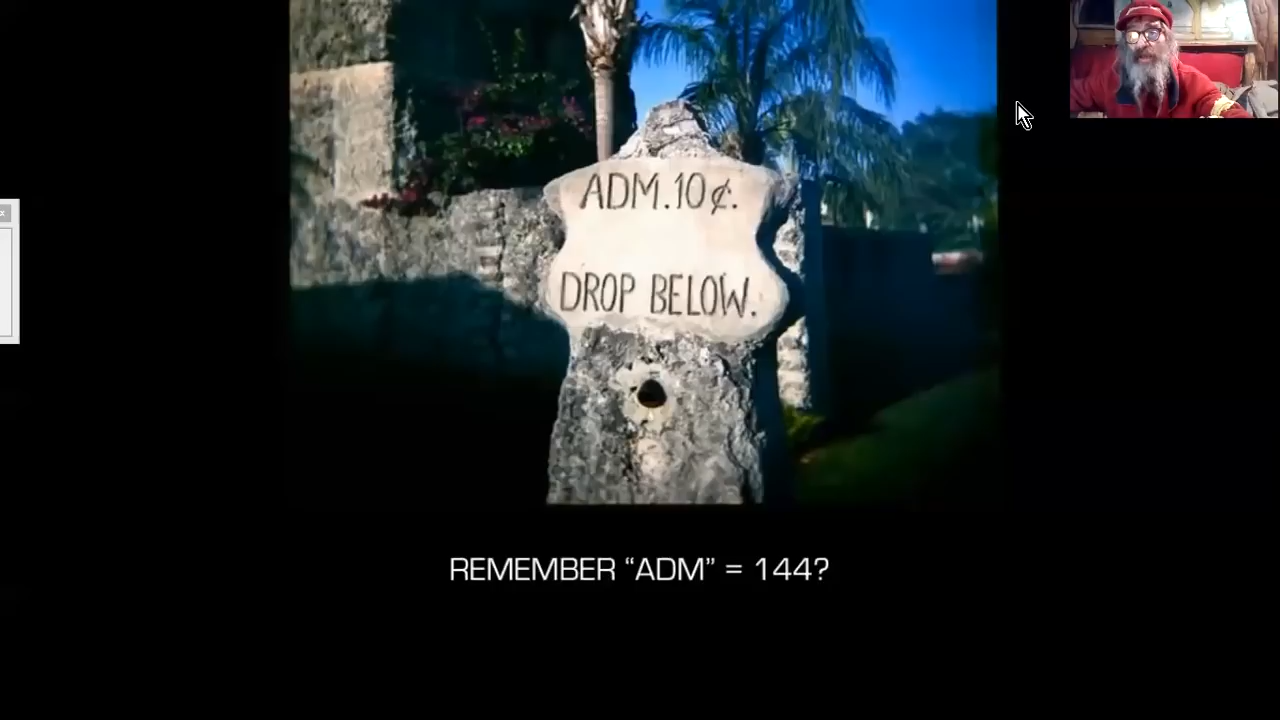 ADM.10¢.
DROP BELOW.
REMEMBER “ADM” = 144?